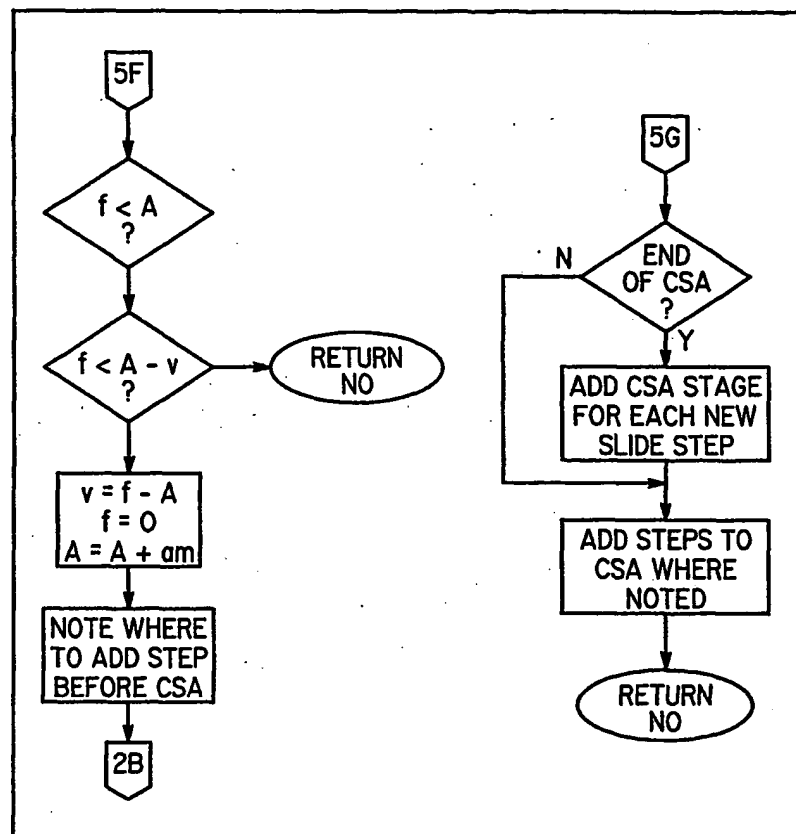 5F
f < A
?
f < A - v
?
RETURN
NO
v = f - A
f = 0
A = A + am
NOTE WHERE
TO ADD STEP
BEFORE CSA
2B
5G
N
END
OF CSA
?
Y
ADD CSA STAGE
FOR EACH NEW
SLIDE STEP
ADD STEPS TO
CSA WHERE
NOTED
RETURN
NO